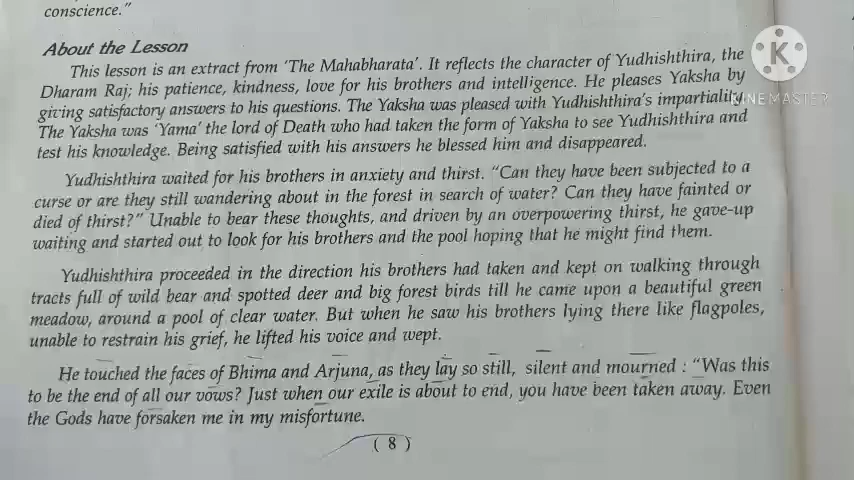 conscience."
About the Lesson
This lesson is an extract from 'The Mahabharata'. It reflects the character of Yudhishthira, the
Dharam Raj; his patience, kindness, love for his brothers and intelligence. He pleases Yaksha by
giving satisfactory answers to his questions. The Yaksha was pleased with Yudhishthira's impartiality.
The Yaksha was 'Yama' the lord of Death who had taken the form of Yaksha to see Yudhishthira and
test his knowledge. Being satisfied with his answers he blessed him and disappeared.
Yudhishthira waited for his brothers in anxiety and thirst. "Can they have been subjected to a
curse or are they still wandering about in the forest in search of water? Can they have fainted or
died of thirst?" Unable to bear these thoughts, and driven by an overpowering thirst, he gave-up
waiting and started out to look for his brothers and the pool hoping that he might find them.
Yudhishthira proceeded in the direction his brothers had taken and kept on walking through
tracts full of wild bear and spotted deer and big forest birds till he came upon a beautiful green
meadow, around a pool of clear water. But when he saw his brothers lying there like flagpoles,
unable to restrain his grief, he lifted his voice and wept.
He touched the faces of Bhima and Arjuna, as they lay so still, silent and mourned : "Was this
to be the end of all our vows? Just when our exile is about to end, you have been taken away. Even
the Gods have forsaken me in my misfortune.
( 8 )
K
KINEMASTER